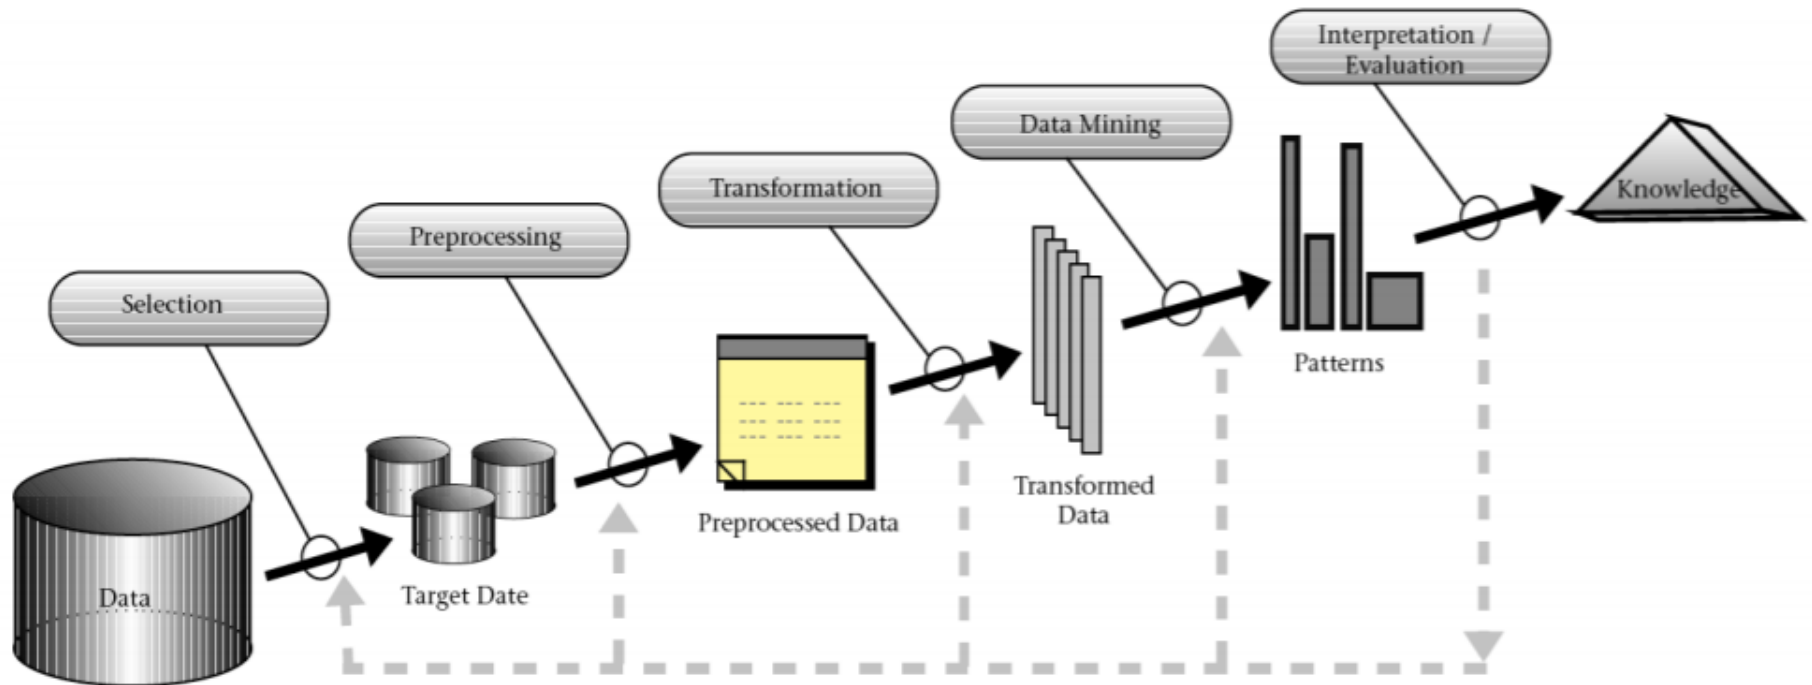 Interpretation /
Evaluation
Data Mining
Transformation
Preprocessing
Selection
Knowledge
Patterns
Transformed
Data
Preprocessed Data
Target Date
Data